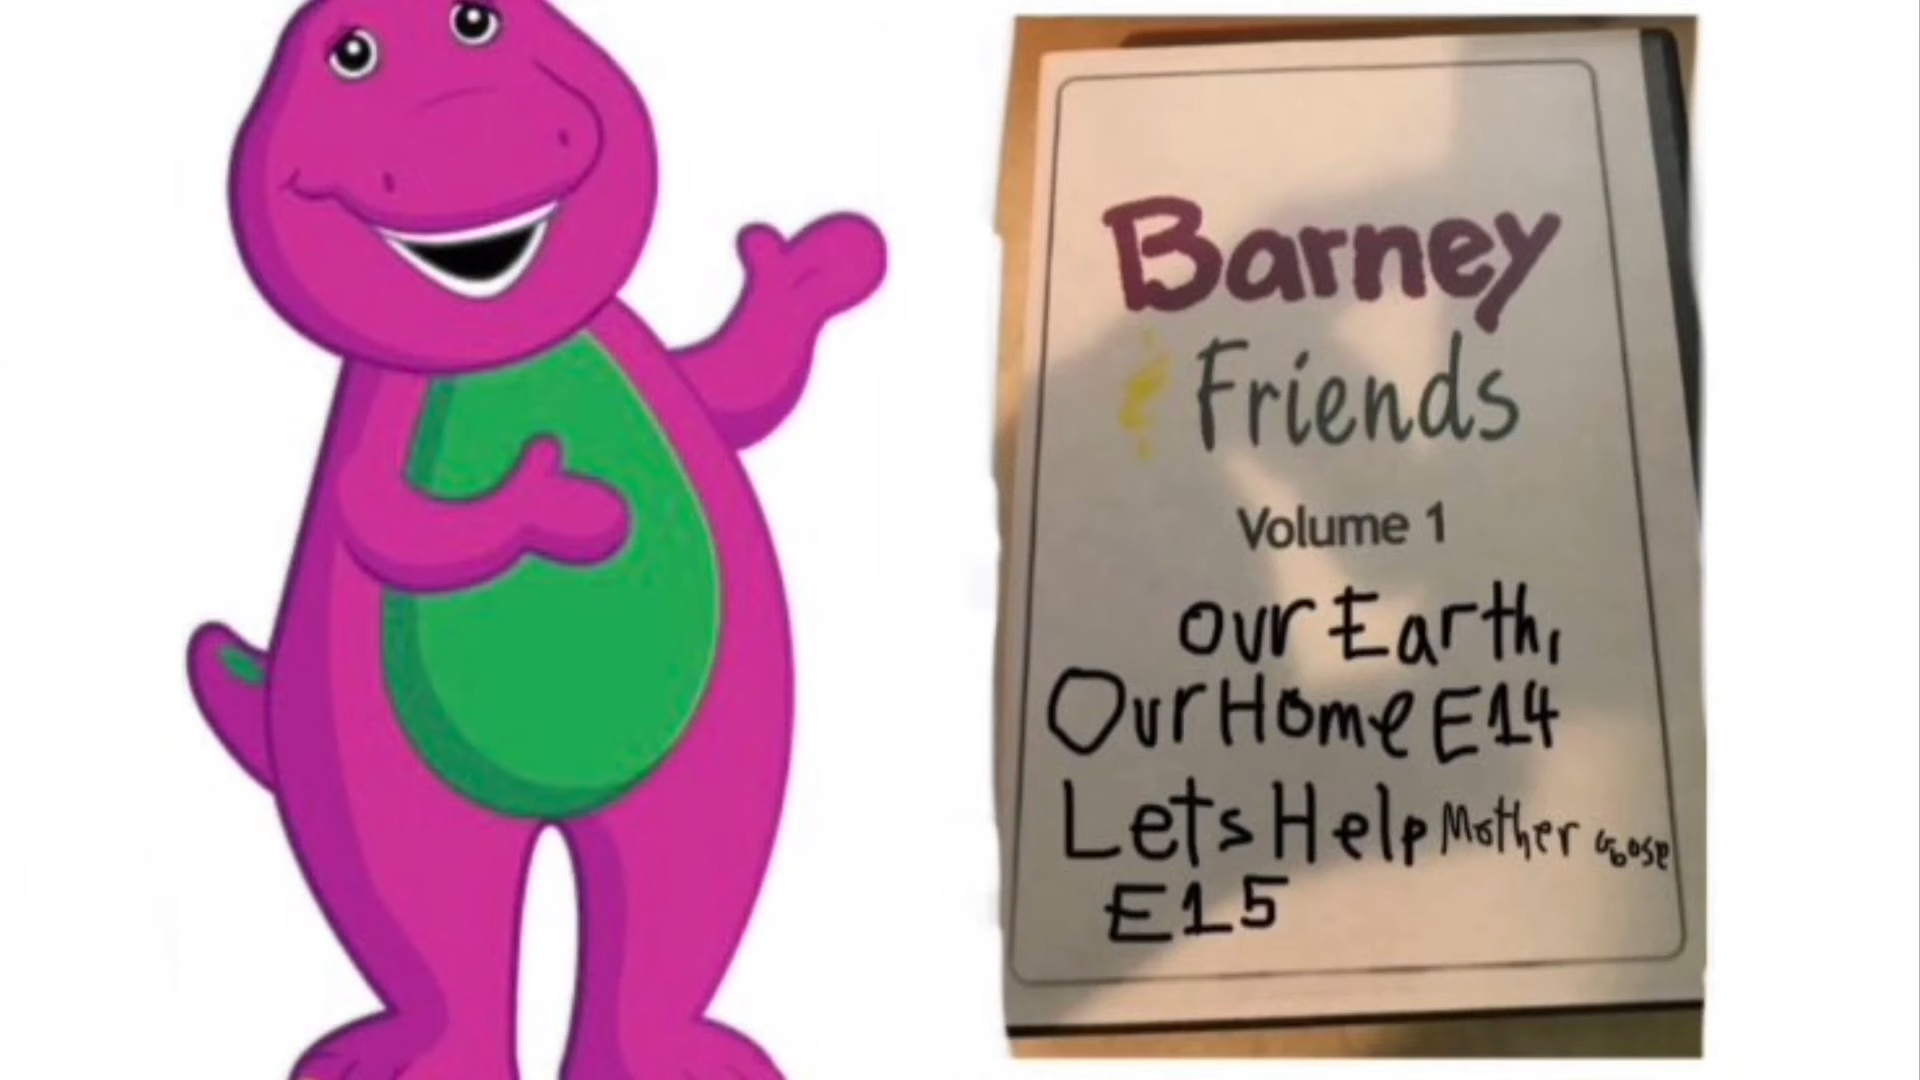 Barney
& Friends
Volume 1
our Earth,
Our Home E14
Lets Help Mother Goose
E15